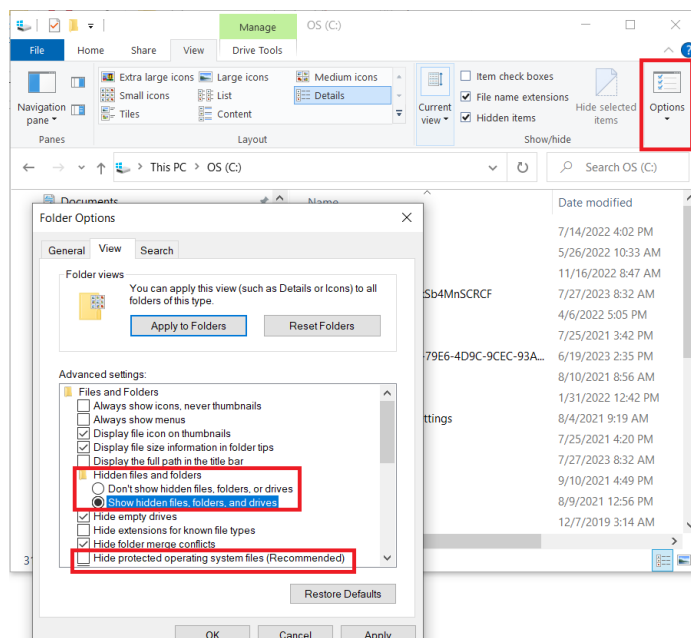 Manage
OS (C:)
File
Home
Share
View
Drive Tools
Navigation pane
Extra large icons
Large icons
Medium icons
Small icons
List
Details
Tiles
Content
Current view
Item check boxes
File name extensions
Hidden items
Hide selected items
Options
Panes
Layout
Show/hide
This PC > OS (C:)
Search OS (C:)
Documents
Name
Date modified
7/14/2022 4:02 PM
5/26/2022 10:33 AM
11/16/2022 8:47 AM
Sb4MnSCRCF
7/27/2023 8:32 AM
4/6/2022 5:05 PM
7/25/2021 3:42 PM
-79E6-4D9C-9CEC-93A...
6/19/2023 2:35 PM
8/10/2021 8:56 AM
1/31/2022 12:42 PM
ttings
8/4/2021 9:19 AM
7/25/2021 4:20 PM
7/27/2023 8:32 AM
9/10/2021 4:49 PM
8/9/2021 12:56 PM
12/7/2019 3:14 AM
Folder Options
General
View
Search
Folder views
You can apply this view (such as Details or Icons) to all
folders of this type.
Apply to Folders
Reset Folders
Advanced settings:
Files and Folders
Always show icons, never thumbnails
Always show menus
Display file icon on thumbnails
Display file size information in folder tips
Display the full path in the title bar
Hidden files and folders
Don't show hidden files, folders, or drives
Show hidden files, folders, and drives
Hide empty drives
Hide extensions for known file types
Hide folder merge conflicts
Hide protected operating system files (Recommended)
Restore Defaults
OK
Cancel
Apply